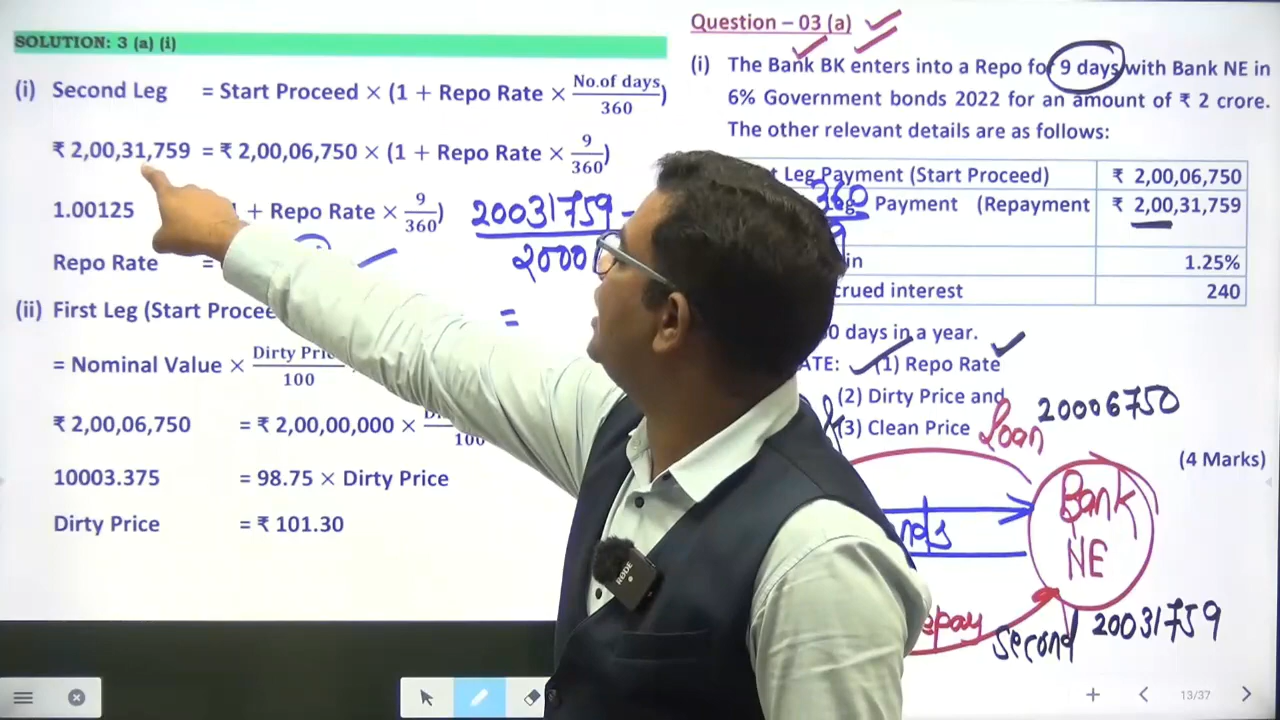 SOLUTION: 3 (a) (i)
(i) Second Leg = Start Proceed × (1 + Repo Rate × No.of days/360)
₹ 2,00,31,759 = ₹ 2,00,06,750 × (1 + Repo Rate × 9/360)
1.00125 + Repo Rate × 9/360)
Repo Rate =
(ii) First Leg (Start
= Nominal Value × Dirty /100
₹ 2,00,06,750 = ₹ 2,00,00,000 × /100
10003.375 = 98.75 × Dirty Price
Dirty Price = ₹ 101.30
20031759 -
2000
=
360
9
Question – 03 (a)
(i) The Bank BK enters into a Repo for 9 days with Bank NE in
6% Government bonds 2022 for an amount of ₹ 2 crore.
The other relevant details are as follows:
Leg Payment (Start Proceed) ₹ 2,00,06,750
Payment (Repayment ₹ 2,00,31,759
1.25%
interest 240
days in a year.
(1) Repo Rate
(2) Dirty Price and
(3) Clean Price
(4 Marks)
Loan 20006750
Bank
NE
second 20031759
RØDE
13/37